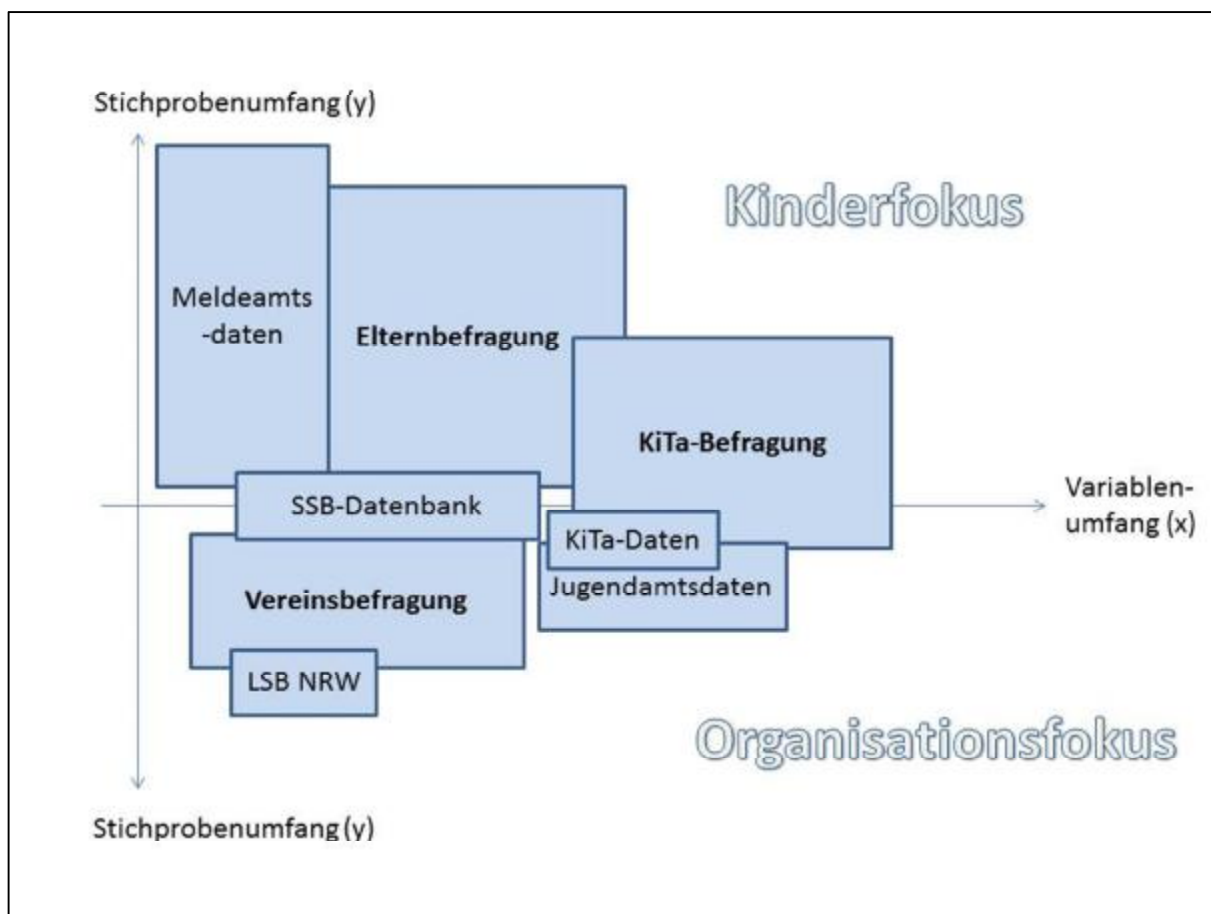 Stichprobenumfang (y)
Kinderfokus
Meldeamts
-daten
Elternbefragung
KiTa-Befragung
SSB-Datenbank
Variablen-
umfang (x)
KiTa-Daten
Jugendamtsdaten
Vereinsbefragung
LSB NRW
Organisationsfokus
Stichprobenumfang (y)